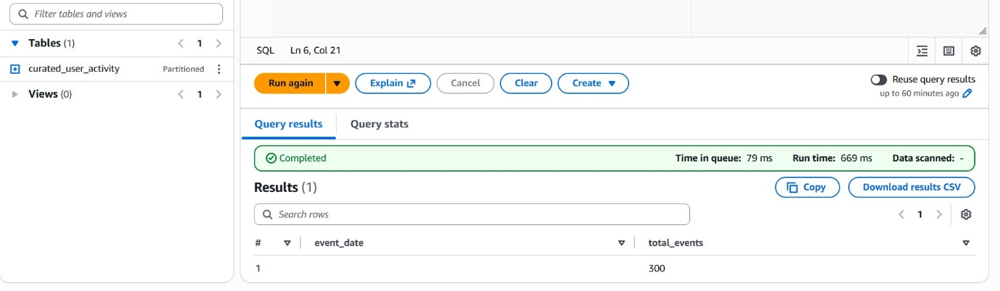 Filter tables and views
Tables (1) 1
curated_user_activity Partitioned
Views (0) 1
SQL Ln 6, Col 21
Run again Explain Cancel Clear Create
Reuse query results
up to 60 minutes ago
Query results Query stats
Completed Time in queue: 79 ms Run time: 669 ms Data scanned: -
Results (1) Copy Download results CSV
Search rows 1
# event_date total_events
1 300